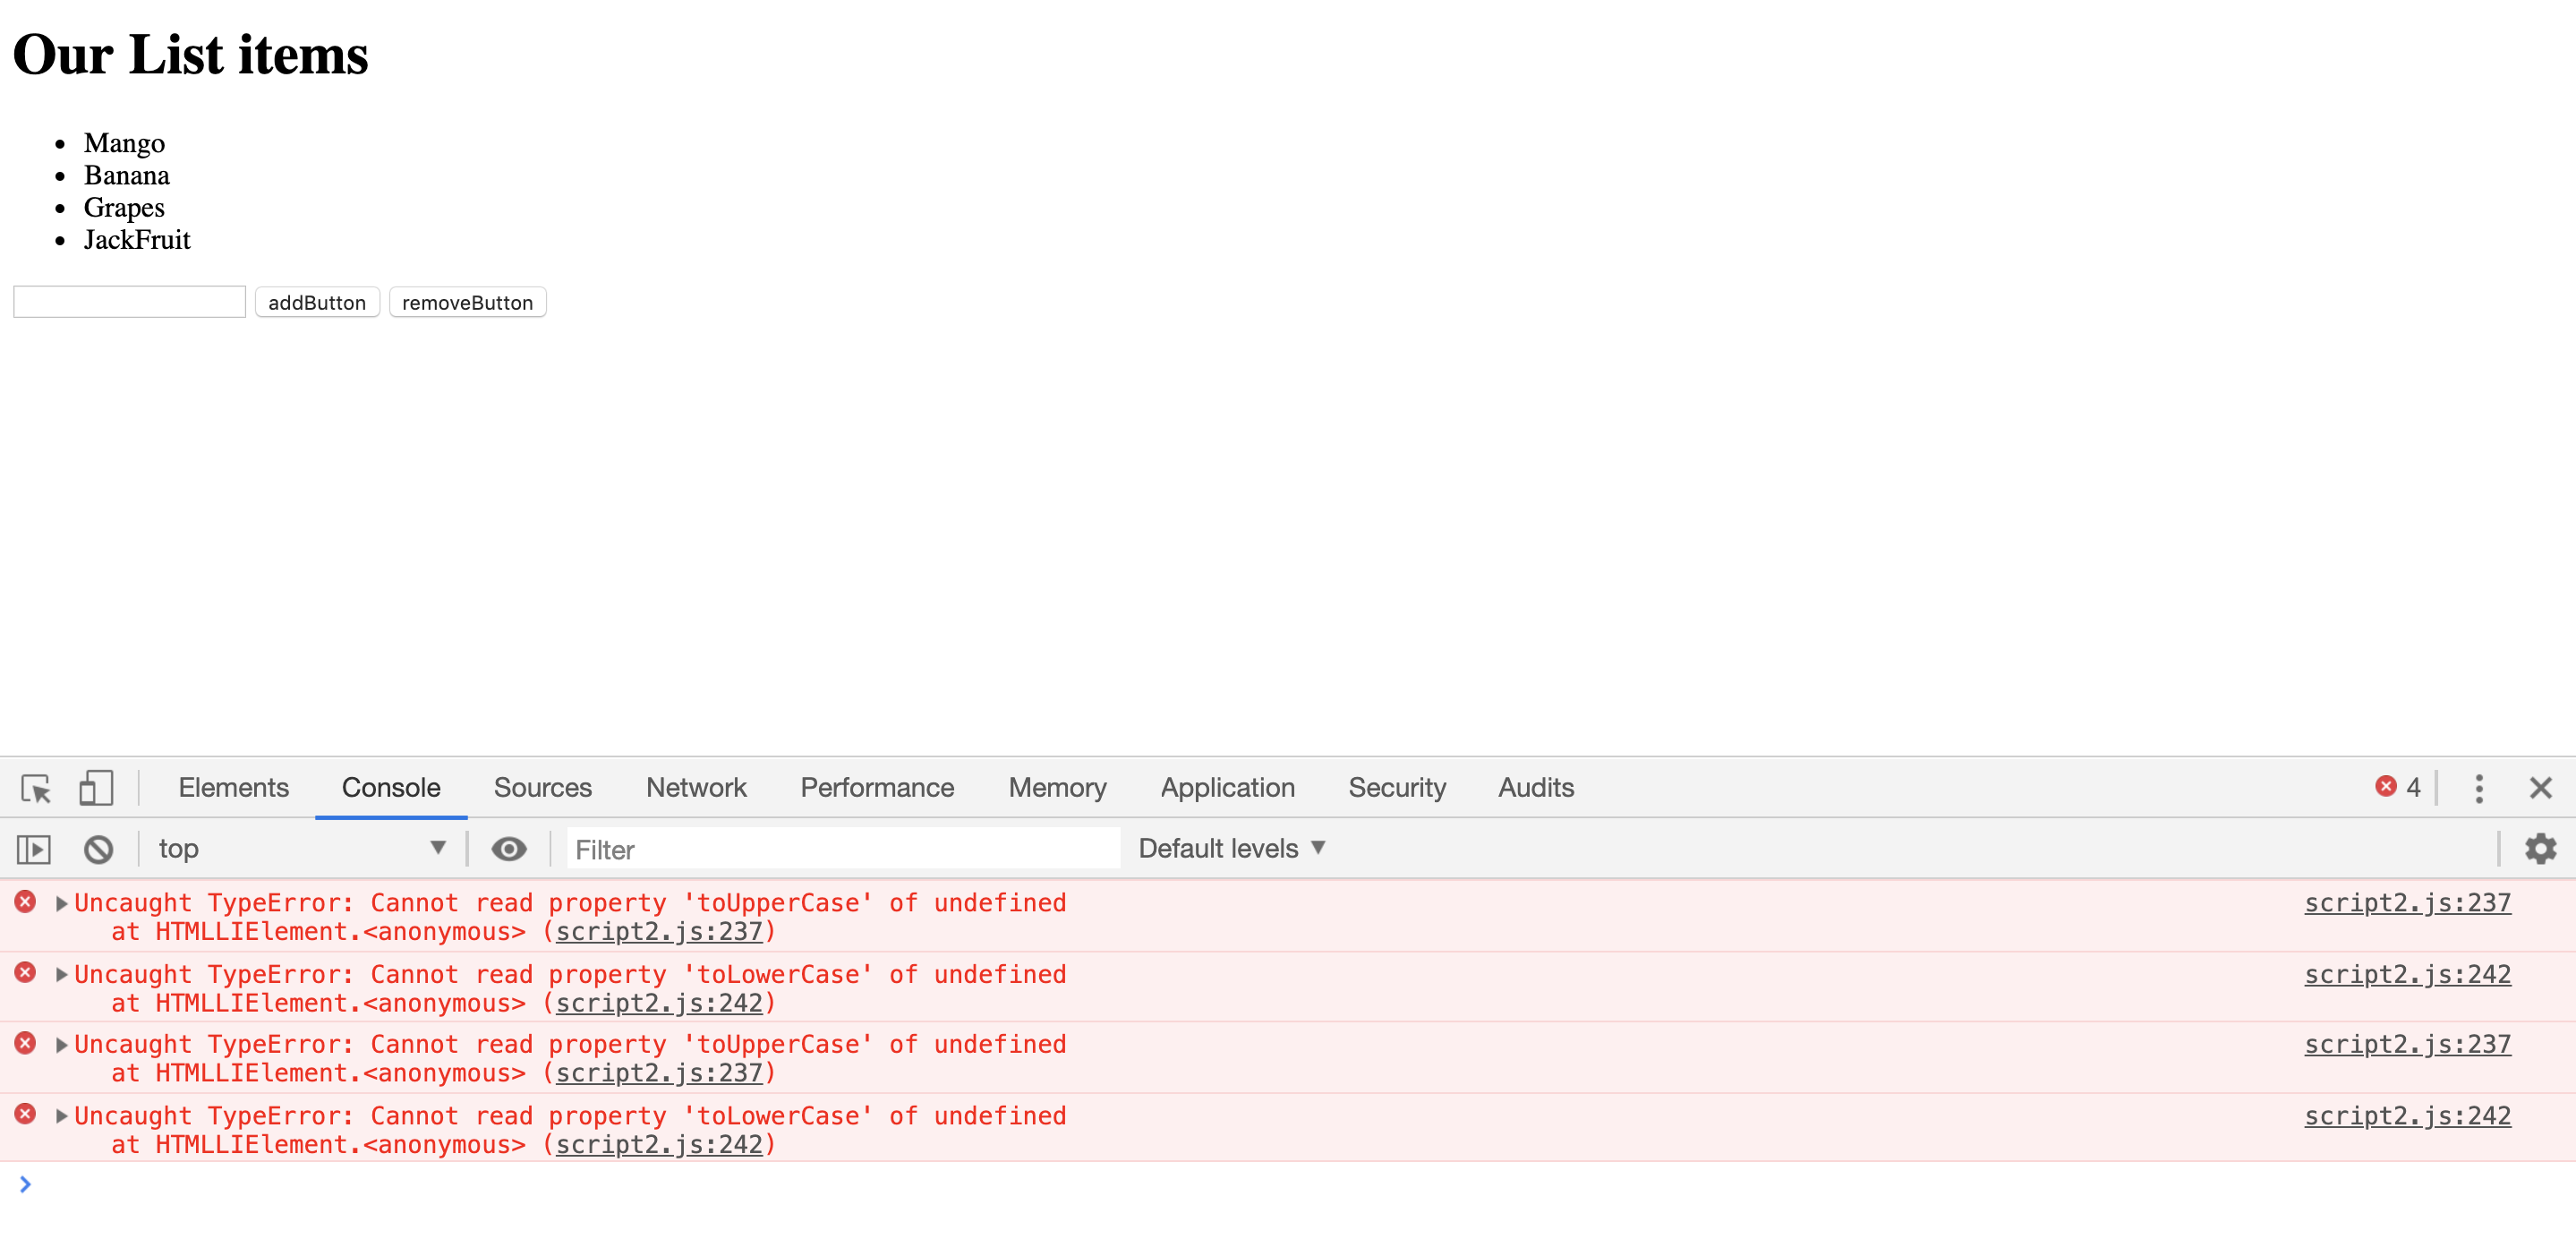 Our List items
Mango
Banana
Grapes
JackFruit
addButton removeButton
Elements Console Sources Network Performance Memory Application Security Audits 4
top Filter Default levels
Uncaught TypeError: Cannot read property 'toUpperCase' of undefined script2.js:237
at HTMLLIElement.<anonymous> (script2.js:237)
Uncaught TypeError: Cannot read property 'toLowerCase' of undefined script2.js:242
at HTMLLIElement.<anonymous> (script2.js:242)
Uncaught TypeError: Cannot read property 'toUpperCase' of undefined script2.js:237
at HTMLLIElement.<anonymous> (script2.js:237)
Uncaught TypeError: Cannot read property 'toLowerCase' of undefined script2.js:242
at HTMLLIElement.<anonymous> (script2.js:242)